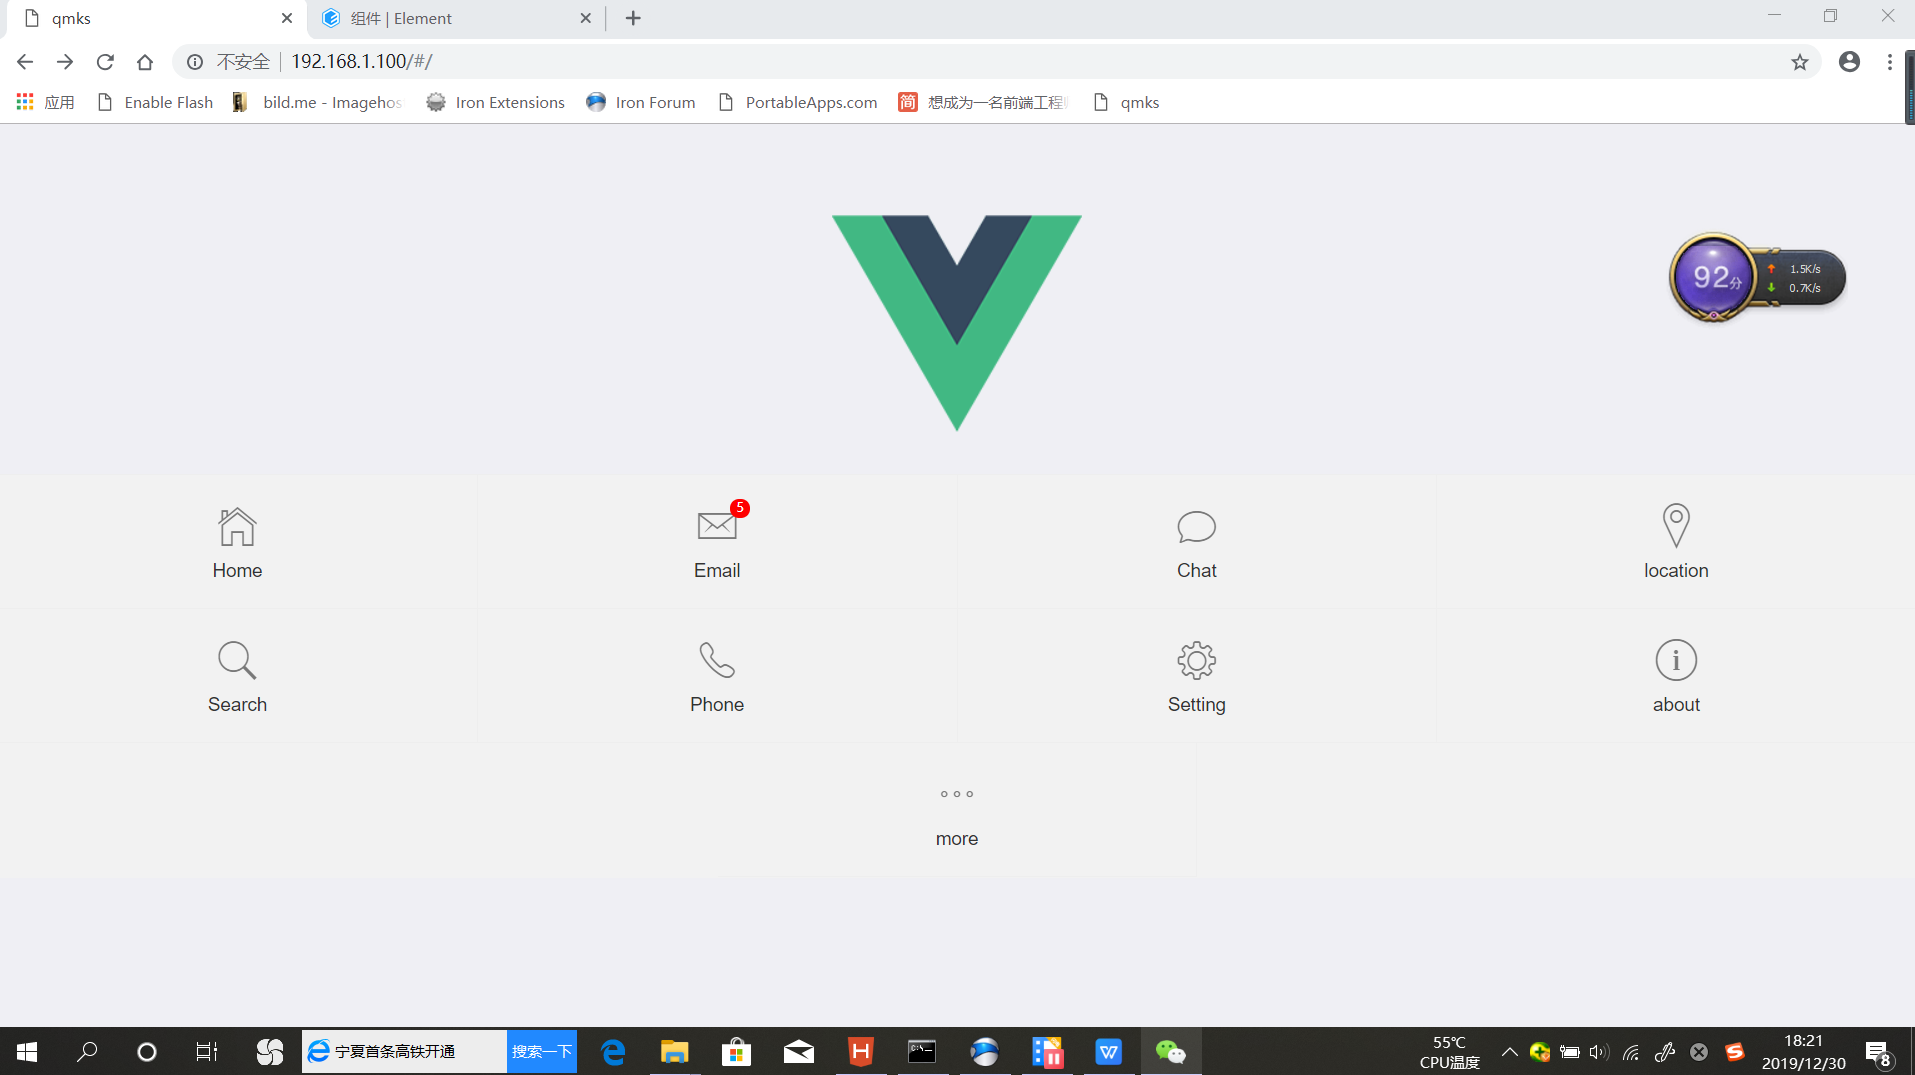 qmks
组件 | Element
不安全
192.168.1.100/#/
应用
Enable Flash
bild.me - Imagehos
Iron Extensions
Iron Forum
PortableApps.com
简
想成为一名前端工程
qmks
92分
1.5K/s
0.7K/s
Home
5
Email
Chat
location
Search
Phone
Setting
about
more
宁夏首条高铁开通
搜索一下
55℃
CPU温度
18:21
2019/12/30
8